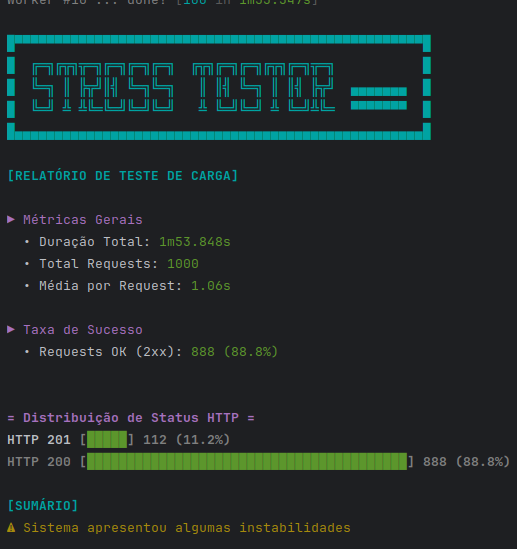 Worker #10 ... done! [100 in 1m53.547s]
STRESS TEST
[RELATÓRIO DE TESTE DE CARGA]
▶ Métricas Gerais
• Duração Total: 1m53.848s
• Total Requests: 1000
• Média por Request: 1.06s
▶ Taxa de Sucesso
• Requests OK (2xx): 888 (88.8%)
= Distribuição de Status HTTP =
HTTP 201 [█████] 112 (11.2%)
HTTP 200 [████████████████████████████████████████] 888 (88.8%)
[SUMÁRIO]
⚠ Sistema apresentou algumas instabilidades